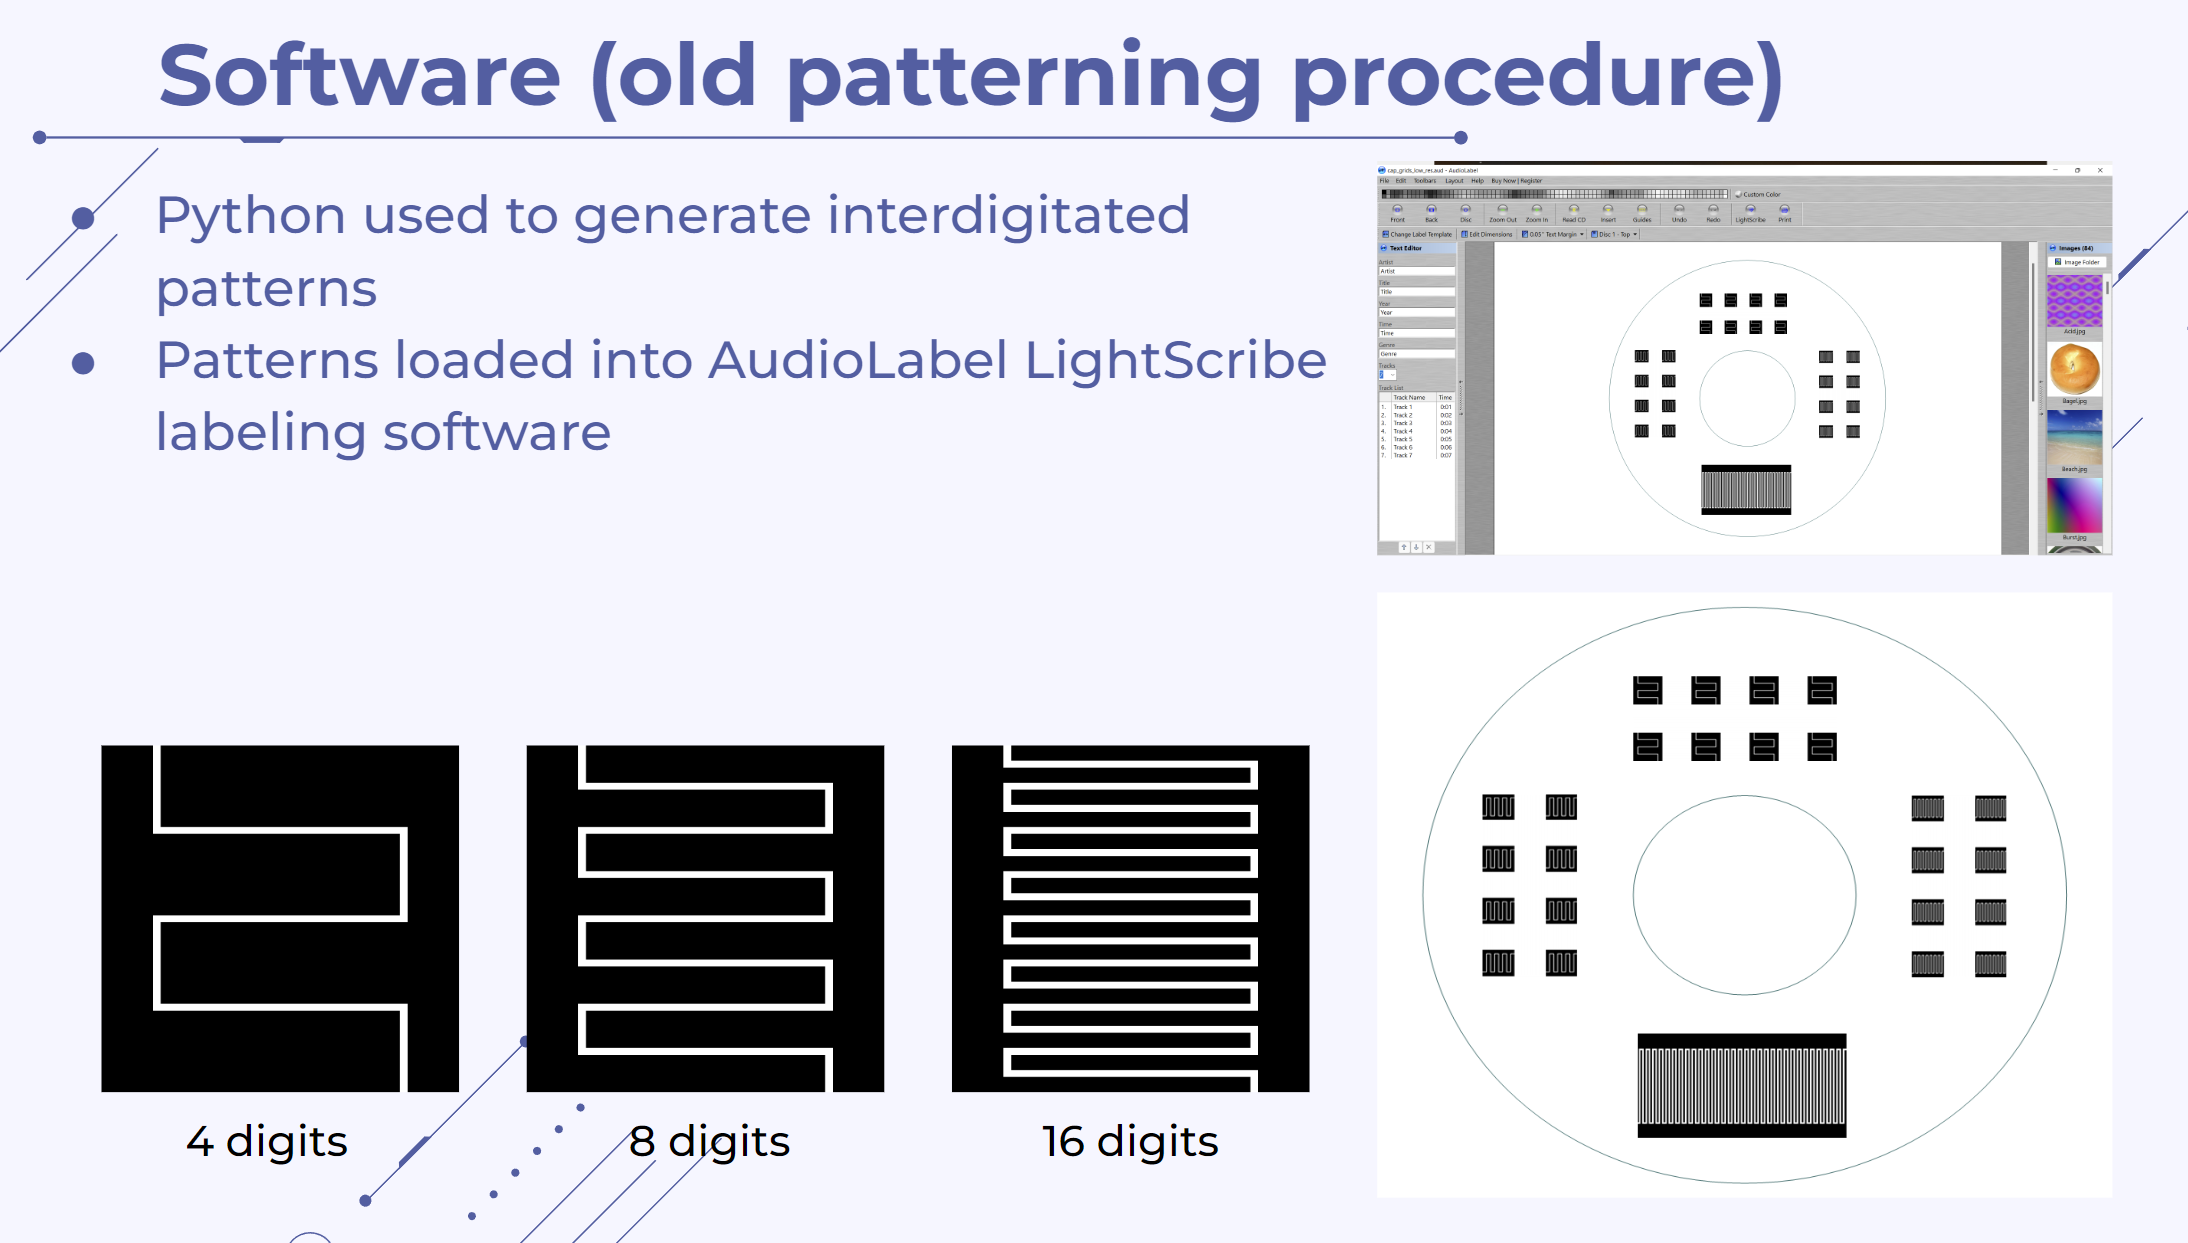 Software (old patterning procedure)
Python used to generate interdigitated
patterns
Patterns loaded into AudioLabel LightScribe
labeling software
cap_grids_low_res.aud - AudioLabel
File Edit Toolbars Layout Help Buy Now | Register
Custom Color
Front Back Disc Zoom Out Zoom In Read CD Insert Guides Undo Redo LightScribe Print
Change Label Template Edit Dimensions 0.05" Text Margin Disc 1 - Top
Text Editor
Images (84)
Artist
Artist
Image Folder
Title
Title
Year
Year
Time
Time
Genre
Genre
Tracks
Track List
Track Name Time
1. Track 1 0:01
2. Track 2 0:02
3. Track 3 0:03
4. Track 4 0:04
5. Track 5 0:05
6. Track 6 0:06
7. Track 7 0:07
Acid.jpg
Bagel.jpg
Beach.jpg
Burst.jpg
4 digits
8 digits
16 digits